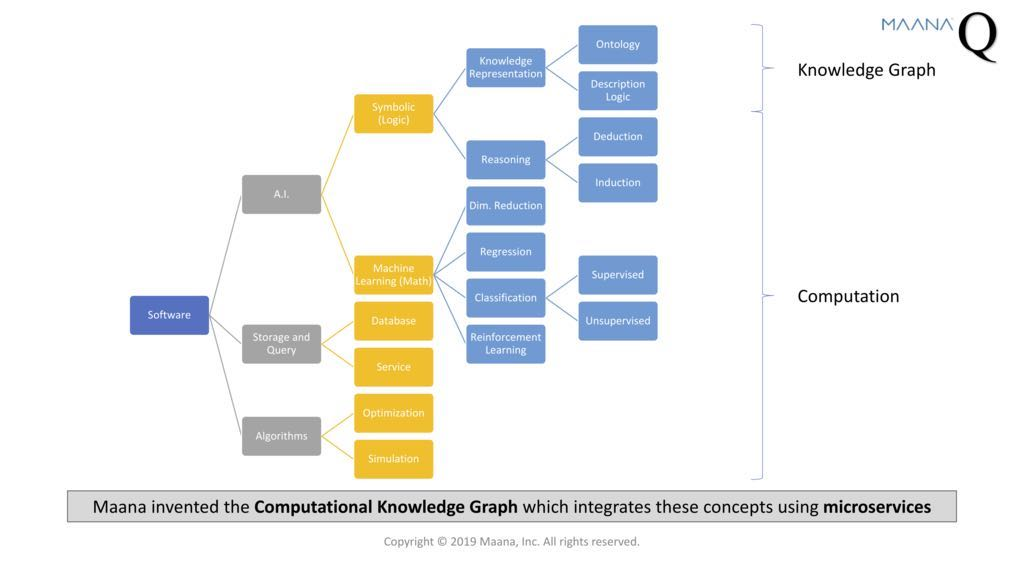 MAANA Q
Ontology
Knowledge
Representation
Knowledge Graph
Description
Logic
Symbolic
(Logic)
Deduction
Reasoning
Induction
A.I.
Dim. Reduction
Regression
Machine
Learning (Math)
Supervised
Classification
Computation
Software
Database
Unsupervised
Storage and
Query
Reinforcement
Learning
Service
Optimization
Algorithms
Simulation
Maana invented the Computational Knowledge Graph which integrates these concepts using microservices
Copyright © 2019 Maana, Inc. All rights reserved.